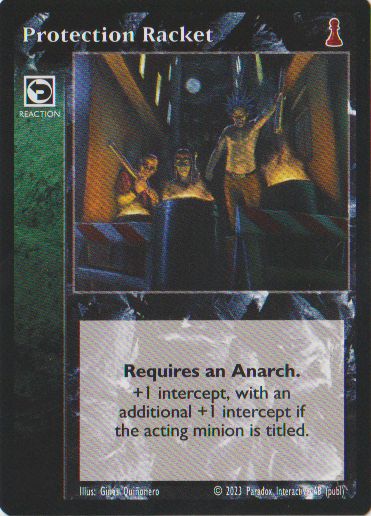 Protection Racket
REACTION
Requires an Anarch.
+1 intercept, with an
additional +1 intercept if
the acting minion is titled.
Illus: Gines Quiñonero © 2023 Paradox Interactive AB (publ)